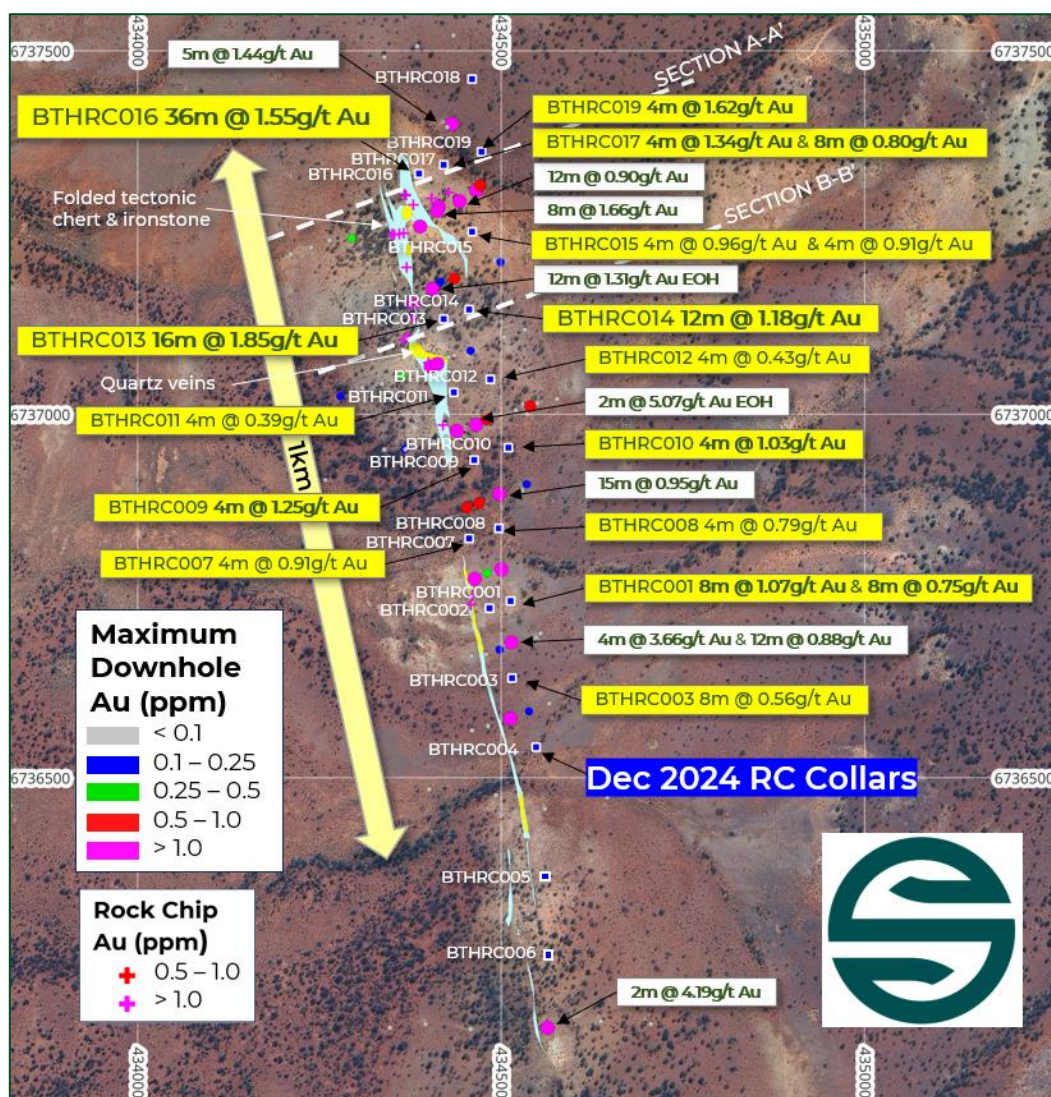 434000
434500
435000
6737500
6737500
5m @ 1.44g/t Au
BTHRC018
SECTION A-A'
BTHRC016 36m @ 1.55g/t Au
BTHRC019 4m @ 1.62g/t Au
BTHRC019
BTHRC017
BTHRC016
BTHRC017 4m @ 1.34g/t Au & 8m @ 0.80g/t Au
12m @ 0.90g/t Au
SECTION B-B'
Folded tectonic
chert & ironstone
8m @ 1.66g/t Au
BTHRC015
BTHRC015 4m @ 0.96g/t Au & 4m @ 0.91g/t Au
12m @ 1.31g/t Au EOH
BTHRC014
BTHRC013
BTHRC014 12m @ 1.18g/t Au
BTHRC013 16m @ 1.85g/t Au
BTHRC012 4m @ 0.43g/t Au
Quartz veins
BTHRC012
BTHRC011
6737000
6737000
BTHRC011 4m @ 0.39g/t Au
2m @ 5.07g/t Au EOH
1km
BTHRC010
BTHRC009
BTHRC010 4m @ 1.03g/t Au
15m @ 0.95g/t Au
BTHRC009 4m @ 1.25g/t Au
BTHRC008
BTHRC007
BTHRC008 4m @ 0.79g/t Au
BTHRC007 4m @ 0.91g/t Au
BTHRC001
BTHRC002
BTHRC001 8m @ 1.07g/t Au & 8m @ 0.75g/t Au
4m @ 3.66g/t Au & 12m @ 0.88g/t Au
BTHRC003
BTHRC003 8m @ 0.56g/t Au
BTHRC004
Dec 2024 RC Collars
6736500
6736500
Maximum
Downhole
Au (ppm)
< 0.1
0.1 – 0.25
0.25 – 0.5
0.5 – 1.0
> 1.0
BTHRC005
Rock Chip
Au (ppm)
0.5 – 1.0
> 1.0
BTHRC006
2m @ 4.19g/t Au
434000
434500
435000